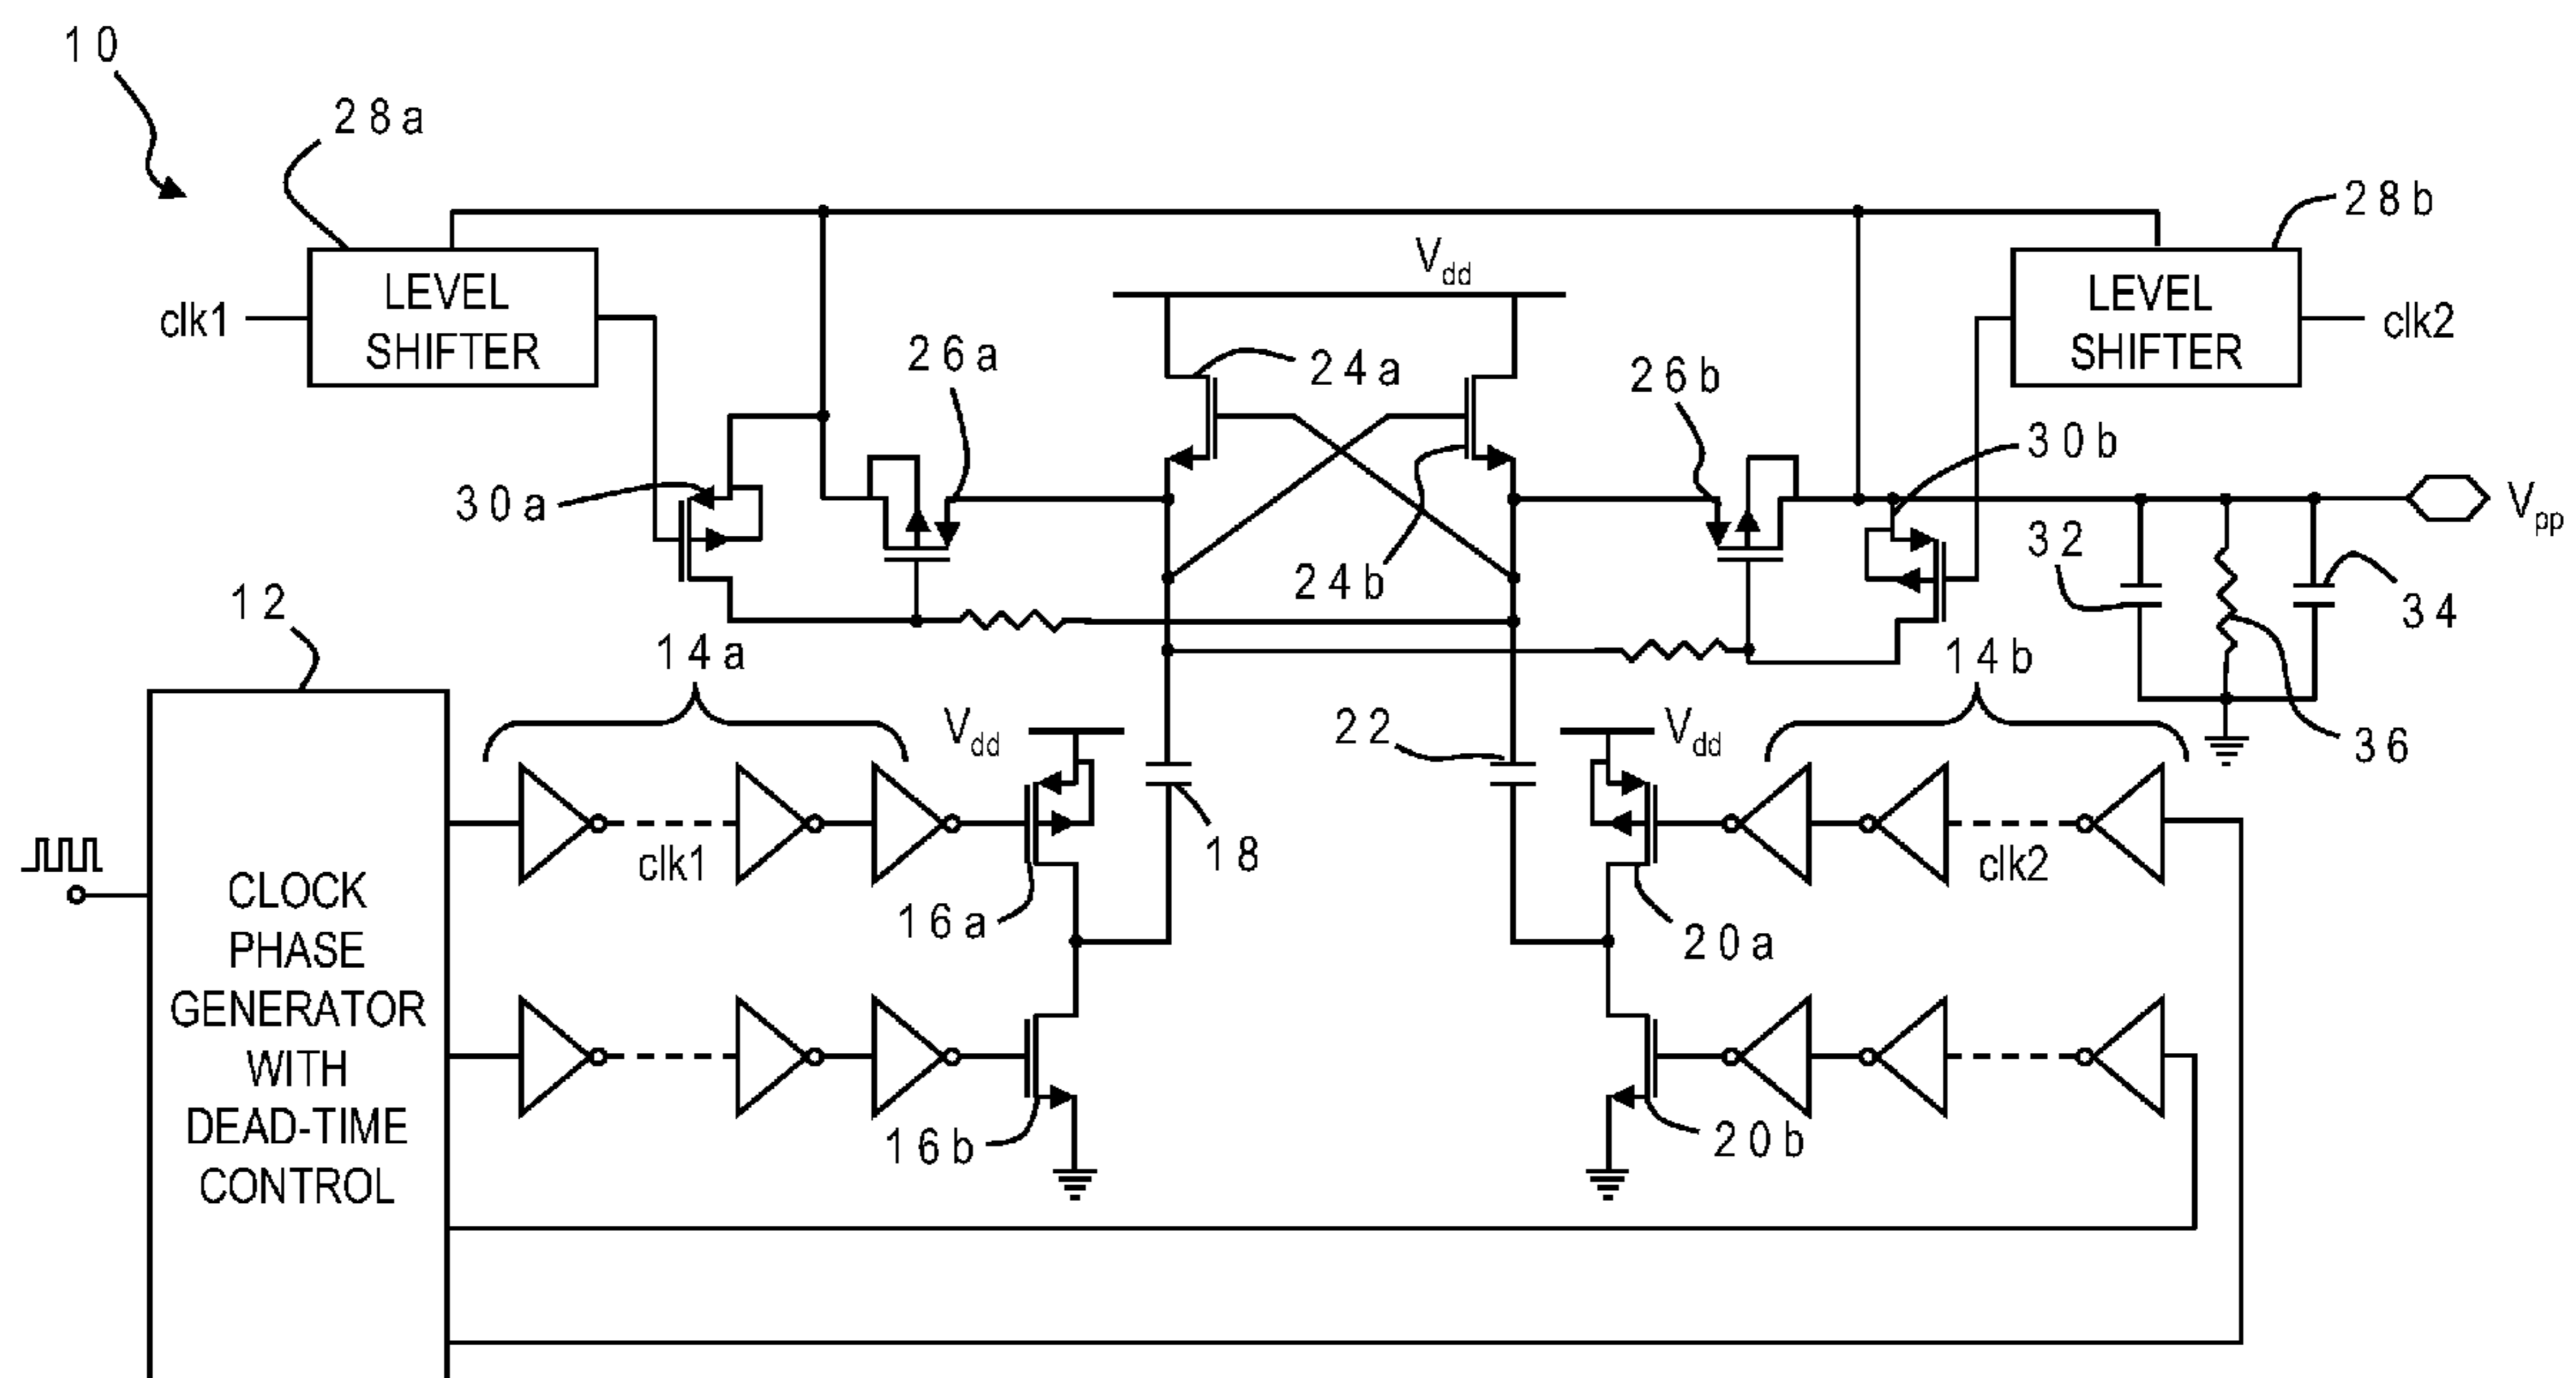 10
28a
28b
LEVEL
SHIFTER
clk1
Vdd
LEVEL
SHIFTER
clk2
26a
24a
26b
30b
30a
24b
Vpp
32
34
12
14a
14b
36
Vdd
22
Vdd
18
clk1
clk2
16a
20a
CLOCK
PHASE
GENERATOR
WITH
DEAD-TIME
CONTROL
16b
20b